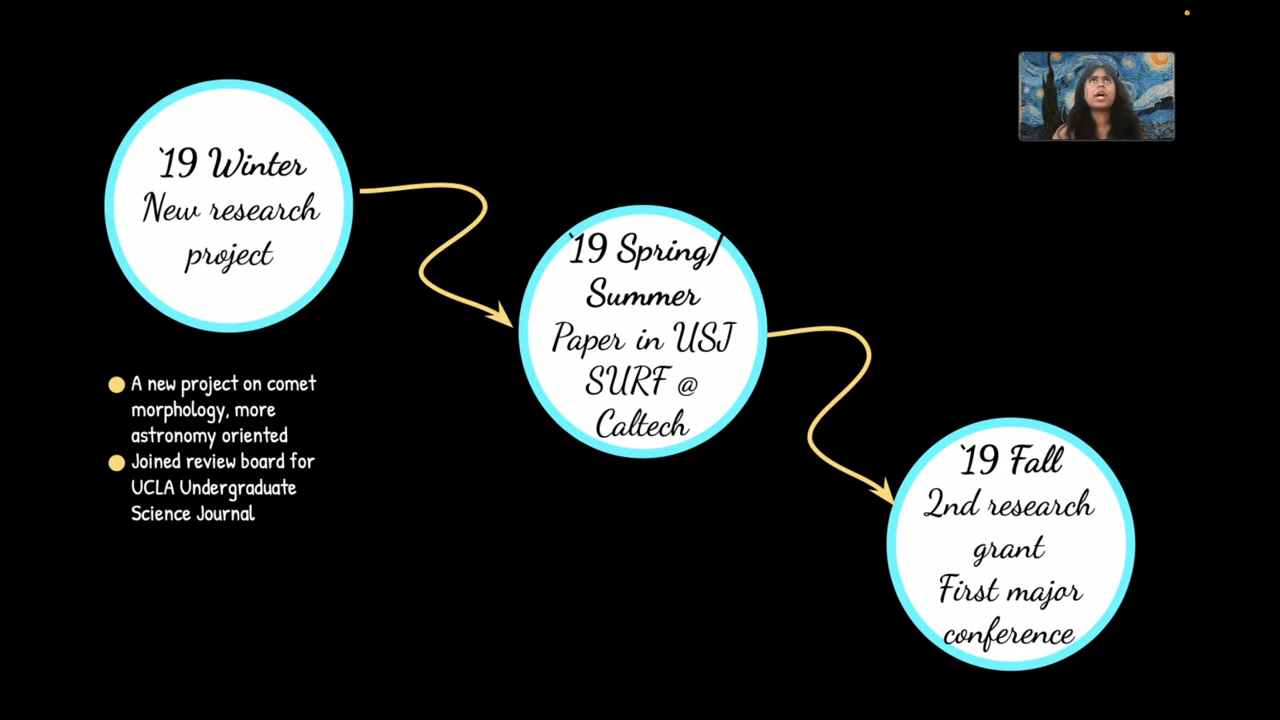 `19 Winter
New research
project
A new project on comet
morphology, more
astronomy oriented
Joined review board for
UCLA Undergraduate
Science Journal
`19 Spring/
Summer
Paper in USJ
SURF @
Caltech
`19 Fall
2nd research
grant
First major
conference